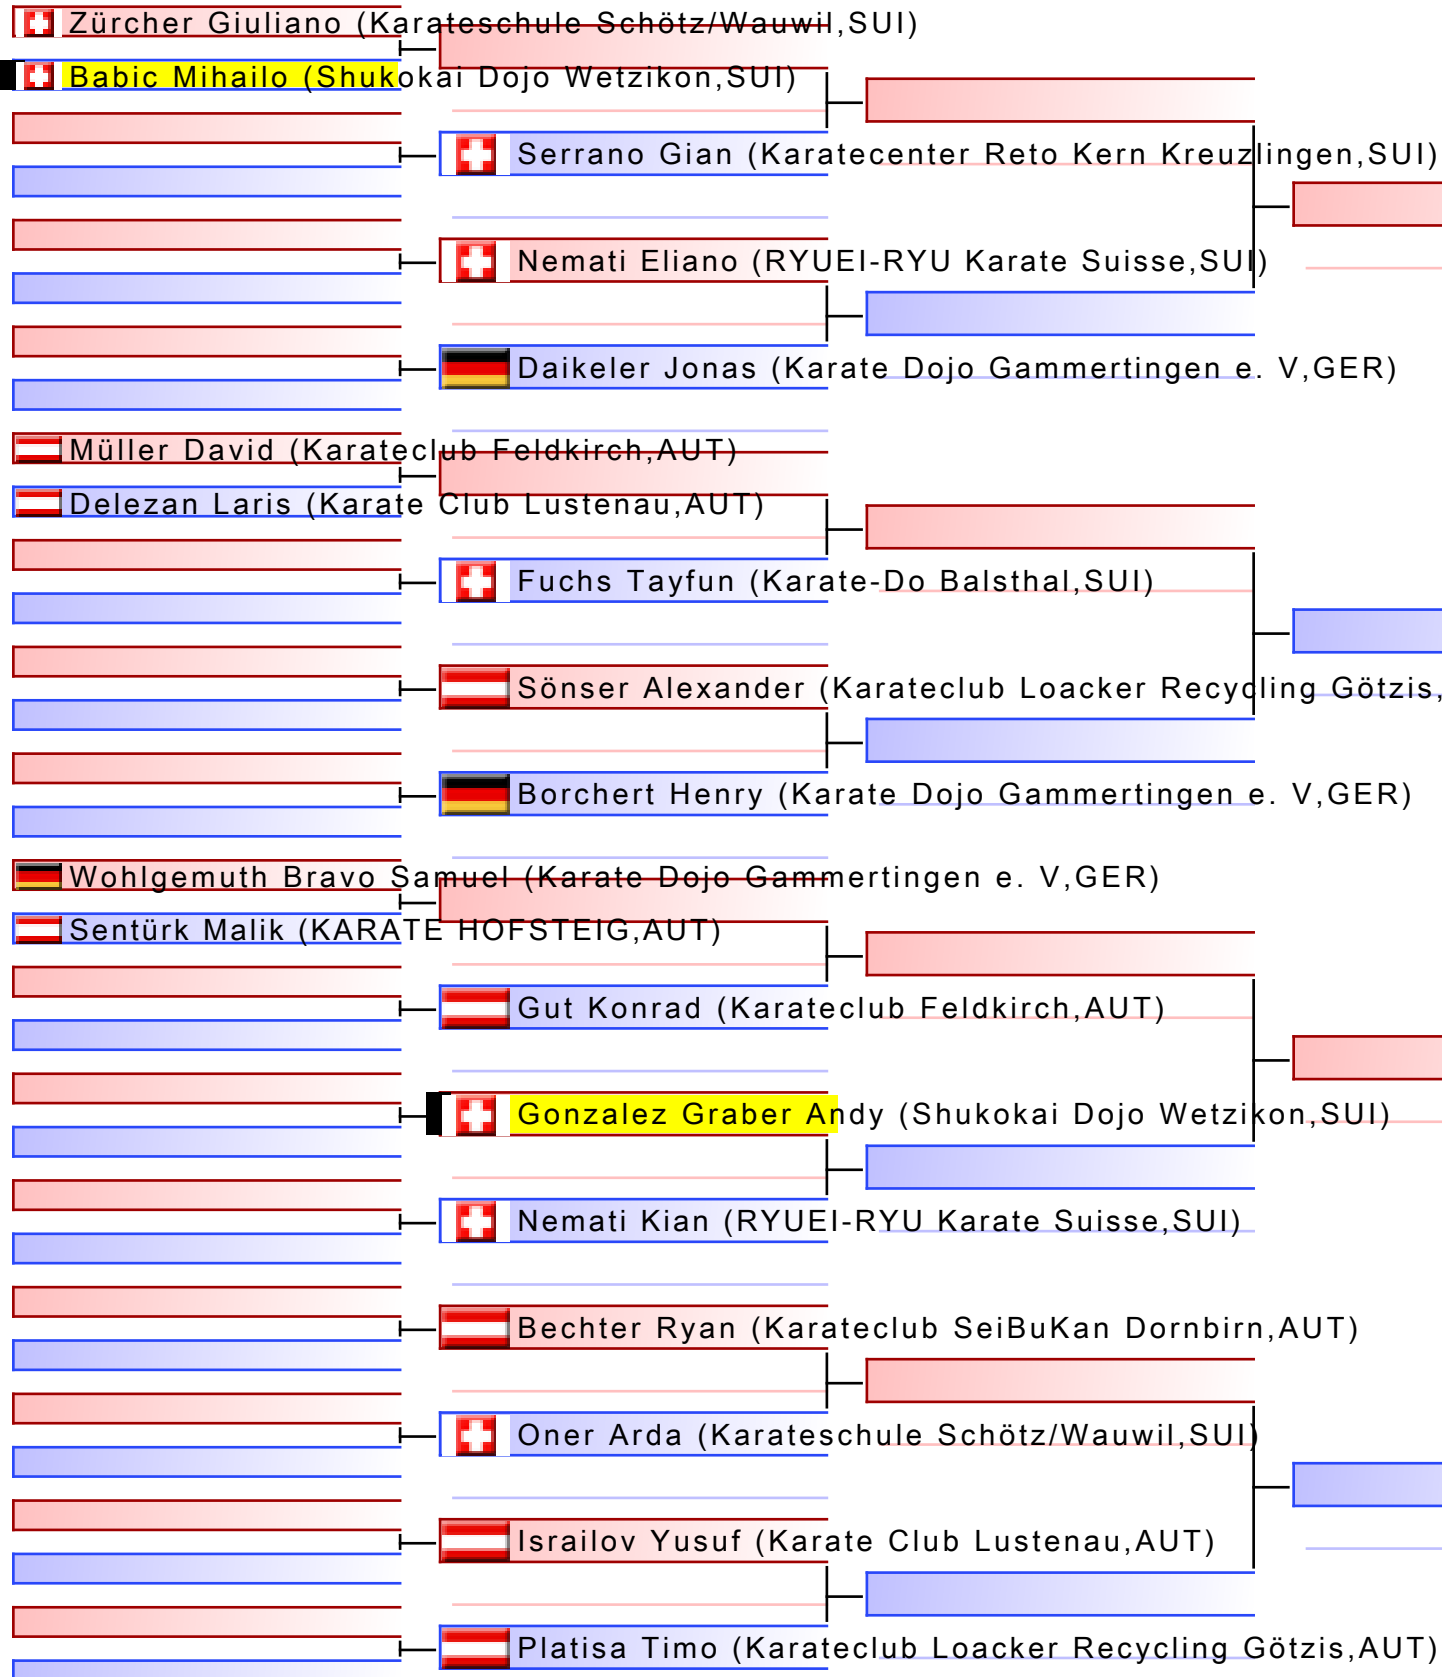 Zürcher Giuliano (Karateschule Schötz/Wauwil,SUI)
Babic Mihailo (Shukokai Dojo Wetzikon,SUI)
Serrano Gian (Karatecenter Reto Kern Kreuzlingen,SUI)
Nemati Eliano (RYUEI-RYU Karate Suisse,SUI)
Daikeler Jonas (Karate Dojo Gammertingen e. V,GER)
Müller David (Karateclub Feldkirch,AUT)
Delezan Laris (Karate Club Lustenau,AUT)
Fuchs Tayfun (Karate-Do Balsthal,SUI)
Sönser Alexander (Karateclub Loacker Recycling Götzis,
Borchert Henry (Karate Dojo Gammertingen e. V,GER)
Wohlgemuth Bravo Samuel (Karate Dojo Gammertingen e. V,GER)
Sentürk Malik (KARATE HOFSTEIG,AUT)
Gut Konrad (Karateclub Feldkirch,AUT)
Gonzalez Graber Andy (Shukokai Dojo Wetzikon,SUI)
Nemati Kian (RYUEI-RYU Karate Suisse,SUI)
Bechter Ryan (Karateclub SeiBuKan Dornbirn,AUT)
Oner Arda (Karateschule Schötz/Wauwil,SUI)
Israilov Yusuf (Karate Club Lustenau,AUT)
Platisa Timo (Karateclub Loacker Recycling Götzis,AUT)